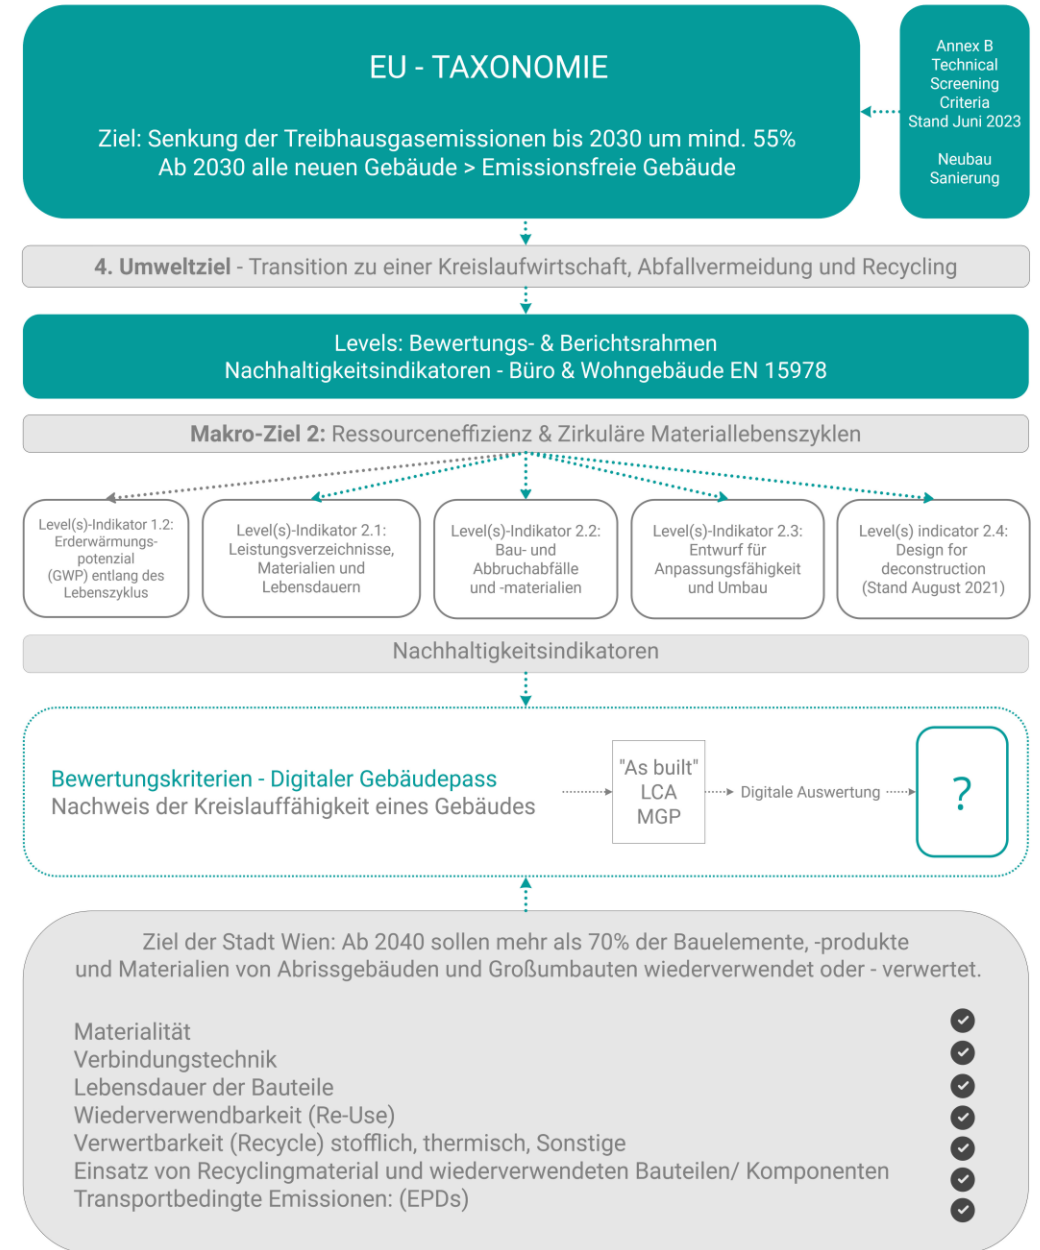 EU - TAXONOMIE
Ziel: Senkung der Treibhausgasemissionen bis 2030 um mind. 55%
Ab 2030 alle neuen Gebäude > Emissionsfreie Gebäude
Annex B
Technical
Screening
Criteria
Stand Juni 2023
Neubau
Sanierung
4. Umweltziel - Transition zu einer Kreislaufwirtschaft, Abfallvermeidung und Recycling
Levels: Bewertungs- & Berichtsrahmen
Nachhaltigkeitsindikatoren - Büro & Wohngebäude EN 15978
Makro-Ziel 2: Ressourceneffizienz & Zirkuläre Materiallebenszyklen
Level(s)-Indikator 1.2:
Erderwärmungs-
potenzial
(GWP) entlang des
Lebenszyklus
Level(s)-Indikator 2.1:
Leistungsverzeichnisse,
Materialien und
Lebensdauern
Level(s)-Indikator 2.2:
Bau- und
Abbruchabfälle
und -materialien
Level(s)-Indikator 2.3:
Entwurf für
Anpassungsfähigkeit
und Umbau
Level(s) indicator 2.4:
Design for
deconstruction
(Stand August 2021)
Nachhaltigkeitsindikatoren
Bewertungskriterien - Digitaler Gebäudepass
Nachweis der Kreislauffähigkeit eines Gebäudes
"As built"
LCA
MGP
Digitale Auswertung
?
Ziel der Stadt Wien: Ab 2040 sollen mehr als 70% der Bauelemente, -produkte
und Materialien von Abrissgebäuden und Großumbauten wiederverwendet oder - verwertet.
Materialität
Verbindungstechnik
Lebensdauer der Bauteile
Wiederverwendbarkeit (Re-Use)
Verwertbarkeit (Recycle) stofflich, thermisch, Sonstige
Einsatz von Recyclingmaterial und wiederverwendeten Bauteilen/ Komponenten
Transportbedingte Emissionen: (EPDs)